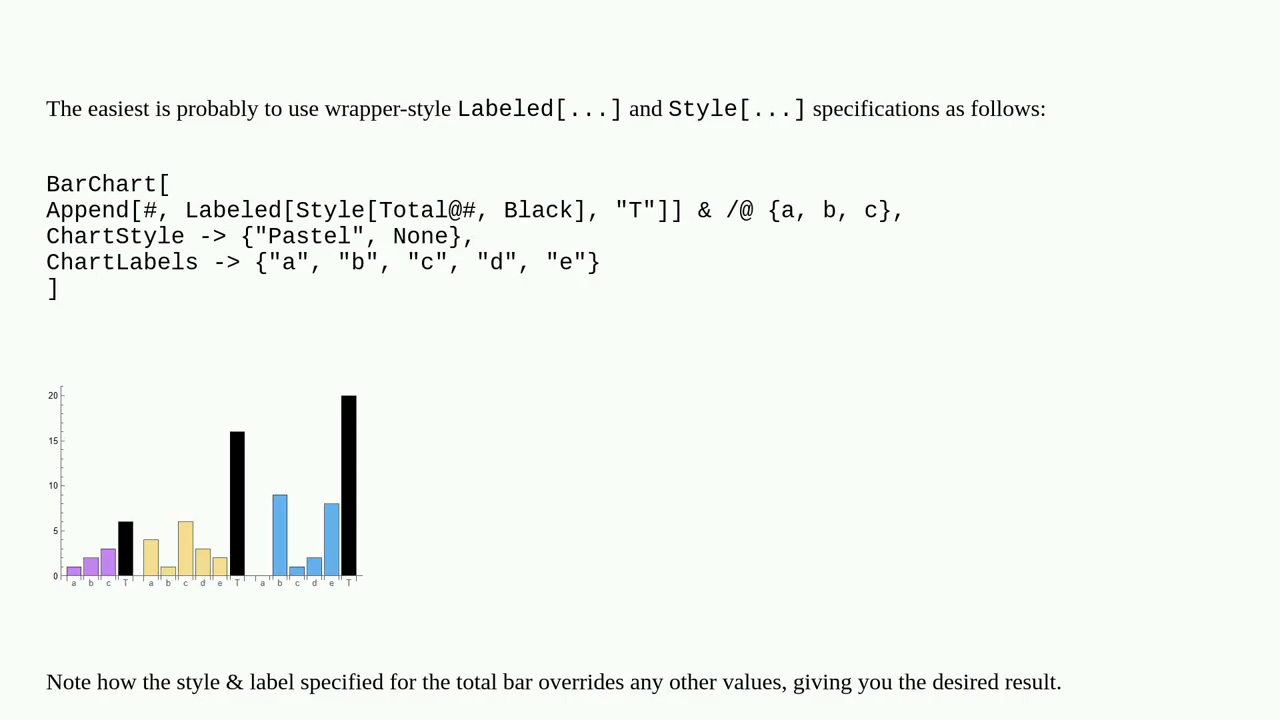 The easiest is probably to use wrapper-style Labeled[...] and Style[...] specifications as follows:
BarChart[
Append[#, Labeled[Style[Total@#, Black], "T"]] & /@ {a, b, c},
ChartStyle -> {"Pastel", None},
ChartLabels -> {"a", "b", "c", "d", "e"}
]
20
15
10
5
0
a b c T a b c d e T a b c d e T
Note how the style & label specified for the total bar overrides any other values, giving you the desired result.